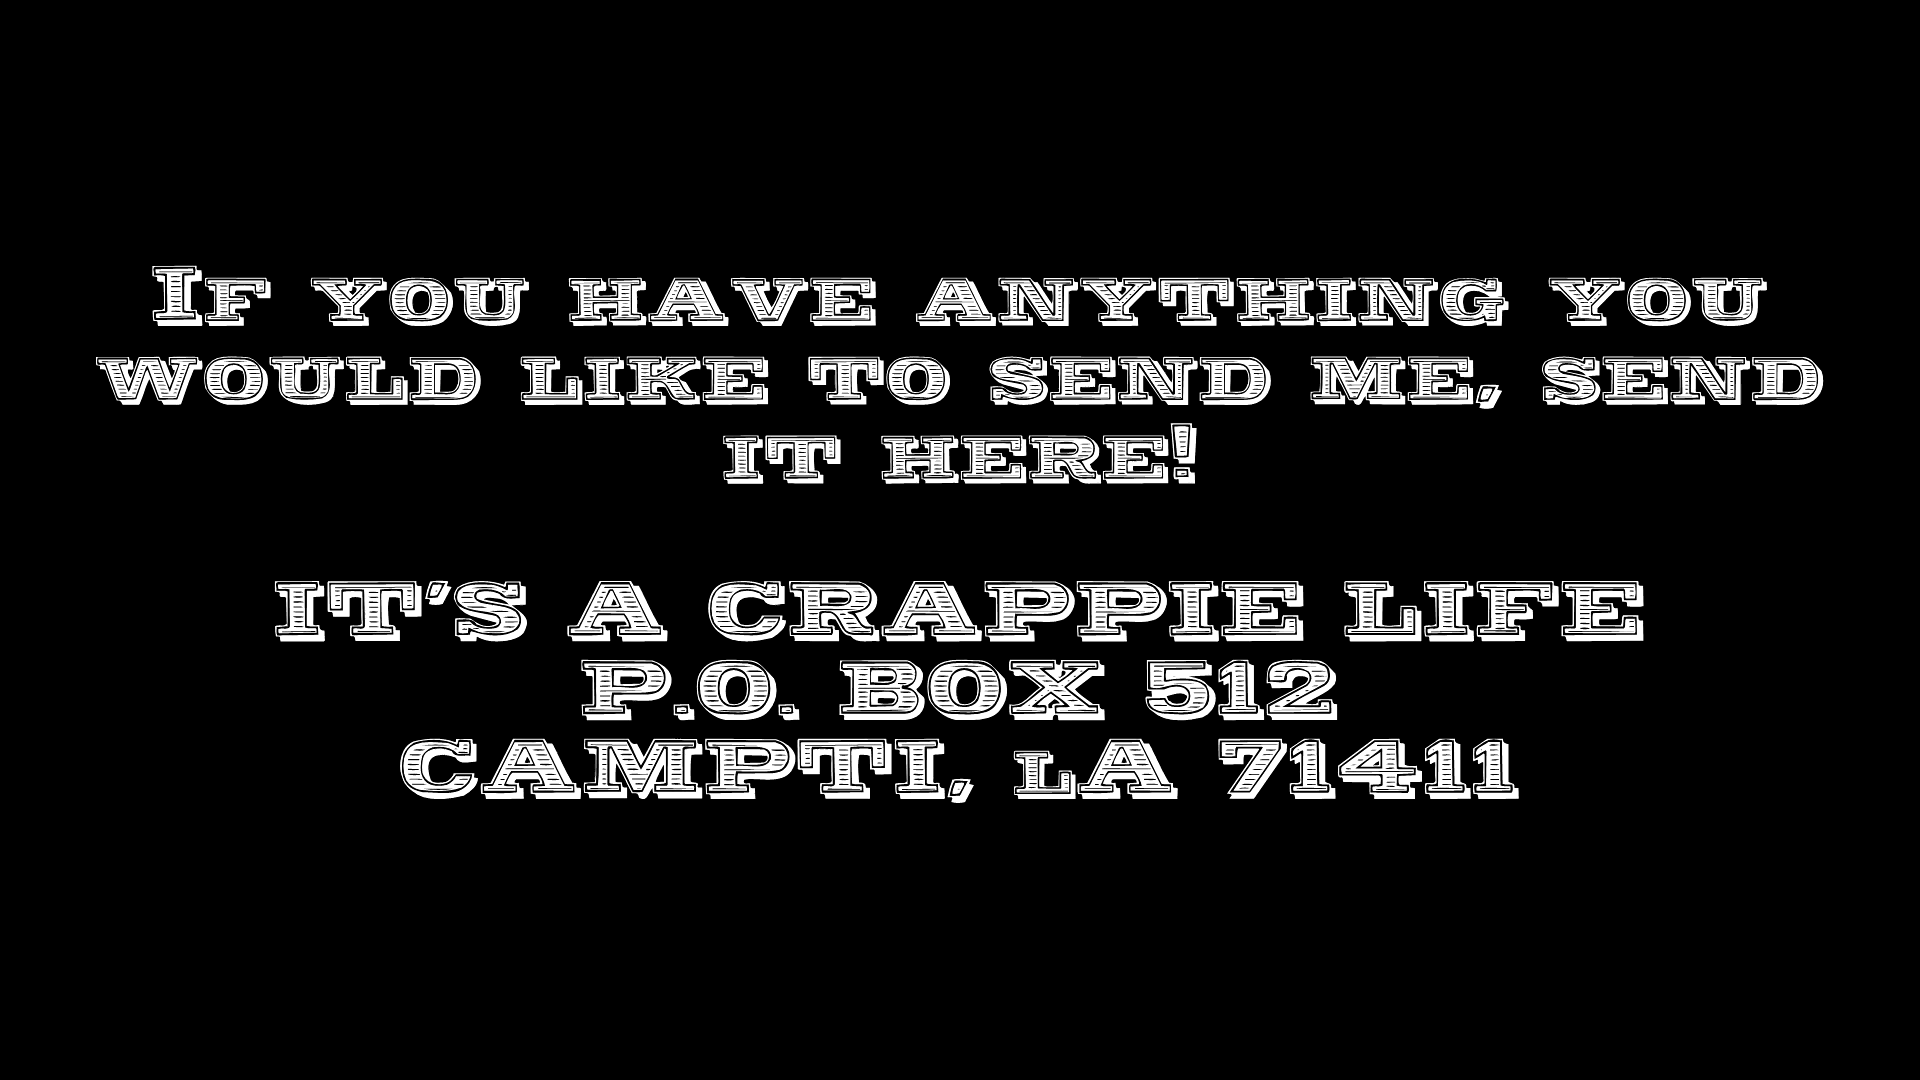 If you have anything you
would like to send me, send
it here!
IT'S A CRAPPIE LIFE
P.O. BOX 512
CAMPTI, lA 71411